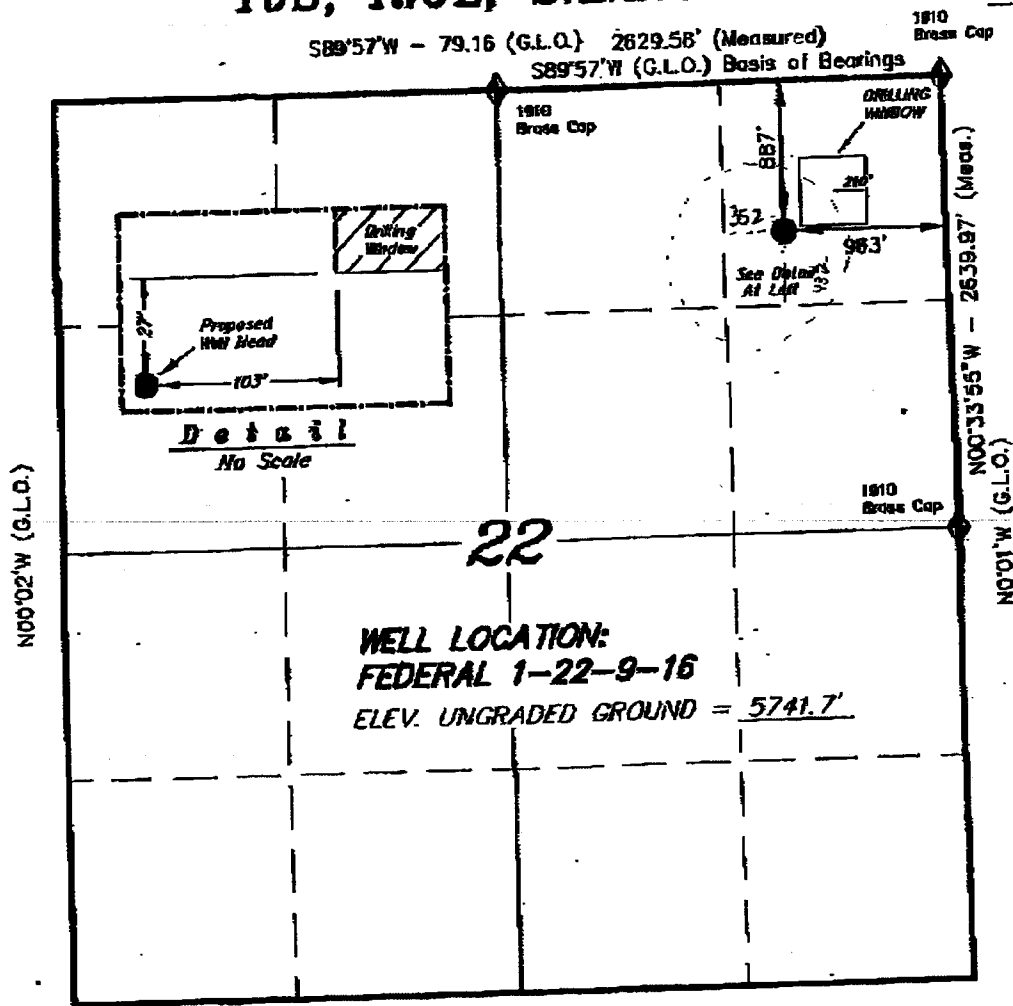 1910
Brass Cap
S89°57'W - 79.16 (G.L.O.) 2629.56' (Measured)
S89°57'W (G.L.O.) Basis of Bearings
1910
Brass Cap
DRILLING
WINDOW
887'
210'
352
983'
See Detail
At Left
Drilling
Window
27'
Proposed
Well Head
103'
Detail
No Scale
N00°33'55"W - 2639.97' (Meas.)
N00°02'W (G.L.O.)
1910
Brass Cap
N0°01'W (G.L.O.)
22
WELL LOCATION:
FEDERAL 1-22-9-16
ELEV. UNGRADED GROUND = 5741.7'